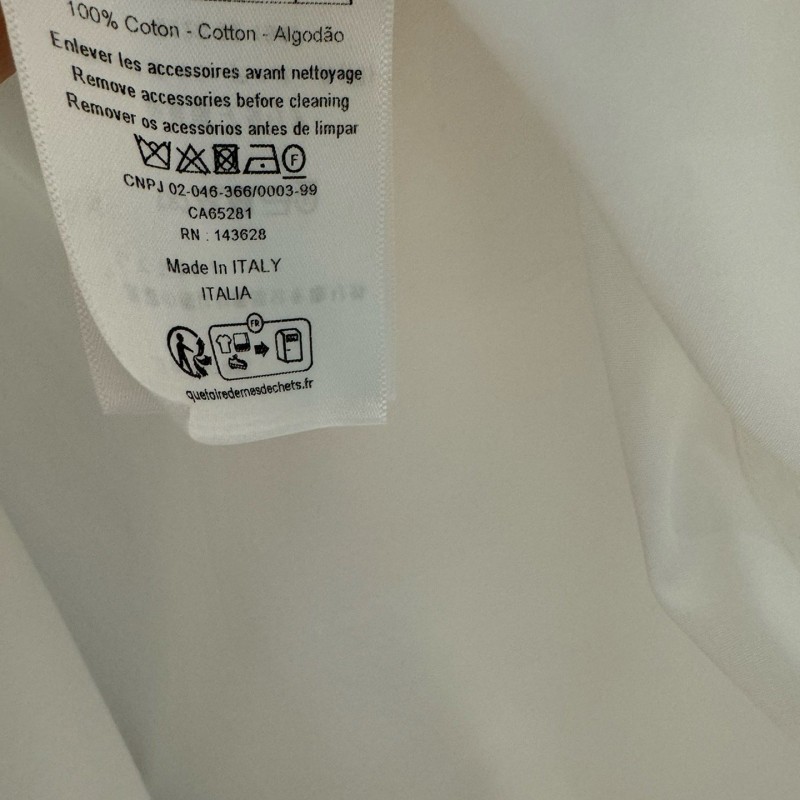 100% Coton - Cotton - Algodão
Enlever les accessoires avant nettoyage
Remove accessories before cleaning
Remover os acessórios antes de limpar
F
CNPJ 02-046-366/0003-99
CA65281
RN : 143628
Made In ITALY
ITALIA
FR
quefairedemesdechets.fr